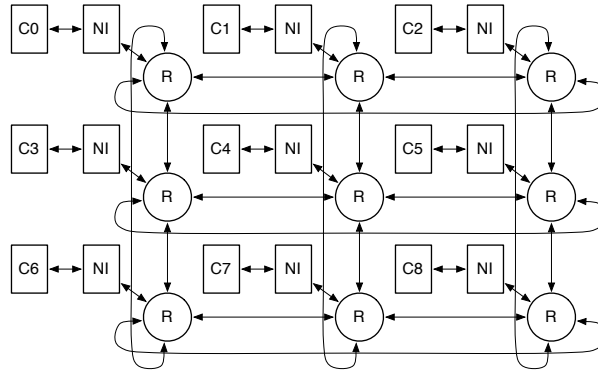 C0 NI C1 NI C2 NI
R R R
C3 NI C4 NI C5 NI
R R R
C6 NI C7 NI C8 NI
R R R